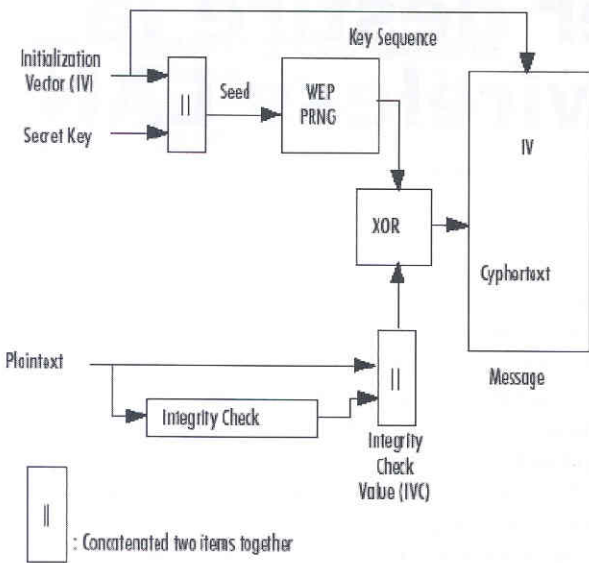 Key Sequence
Initialization
Vector (IV)
Secret Key
||
Seed
WEP
PRNG
IV
XOR
Cyphertext
Plaintext
||
Message
Integrity Check
Integrity
Check
Value (IVC)
||
: Concatenated two items together